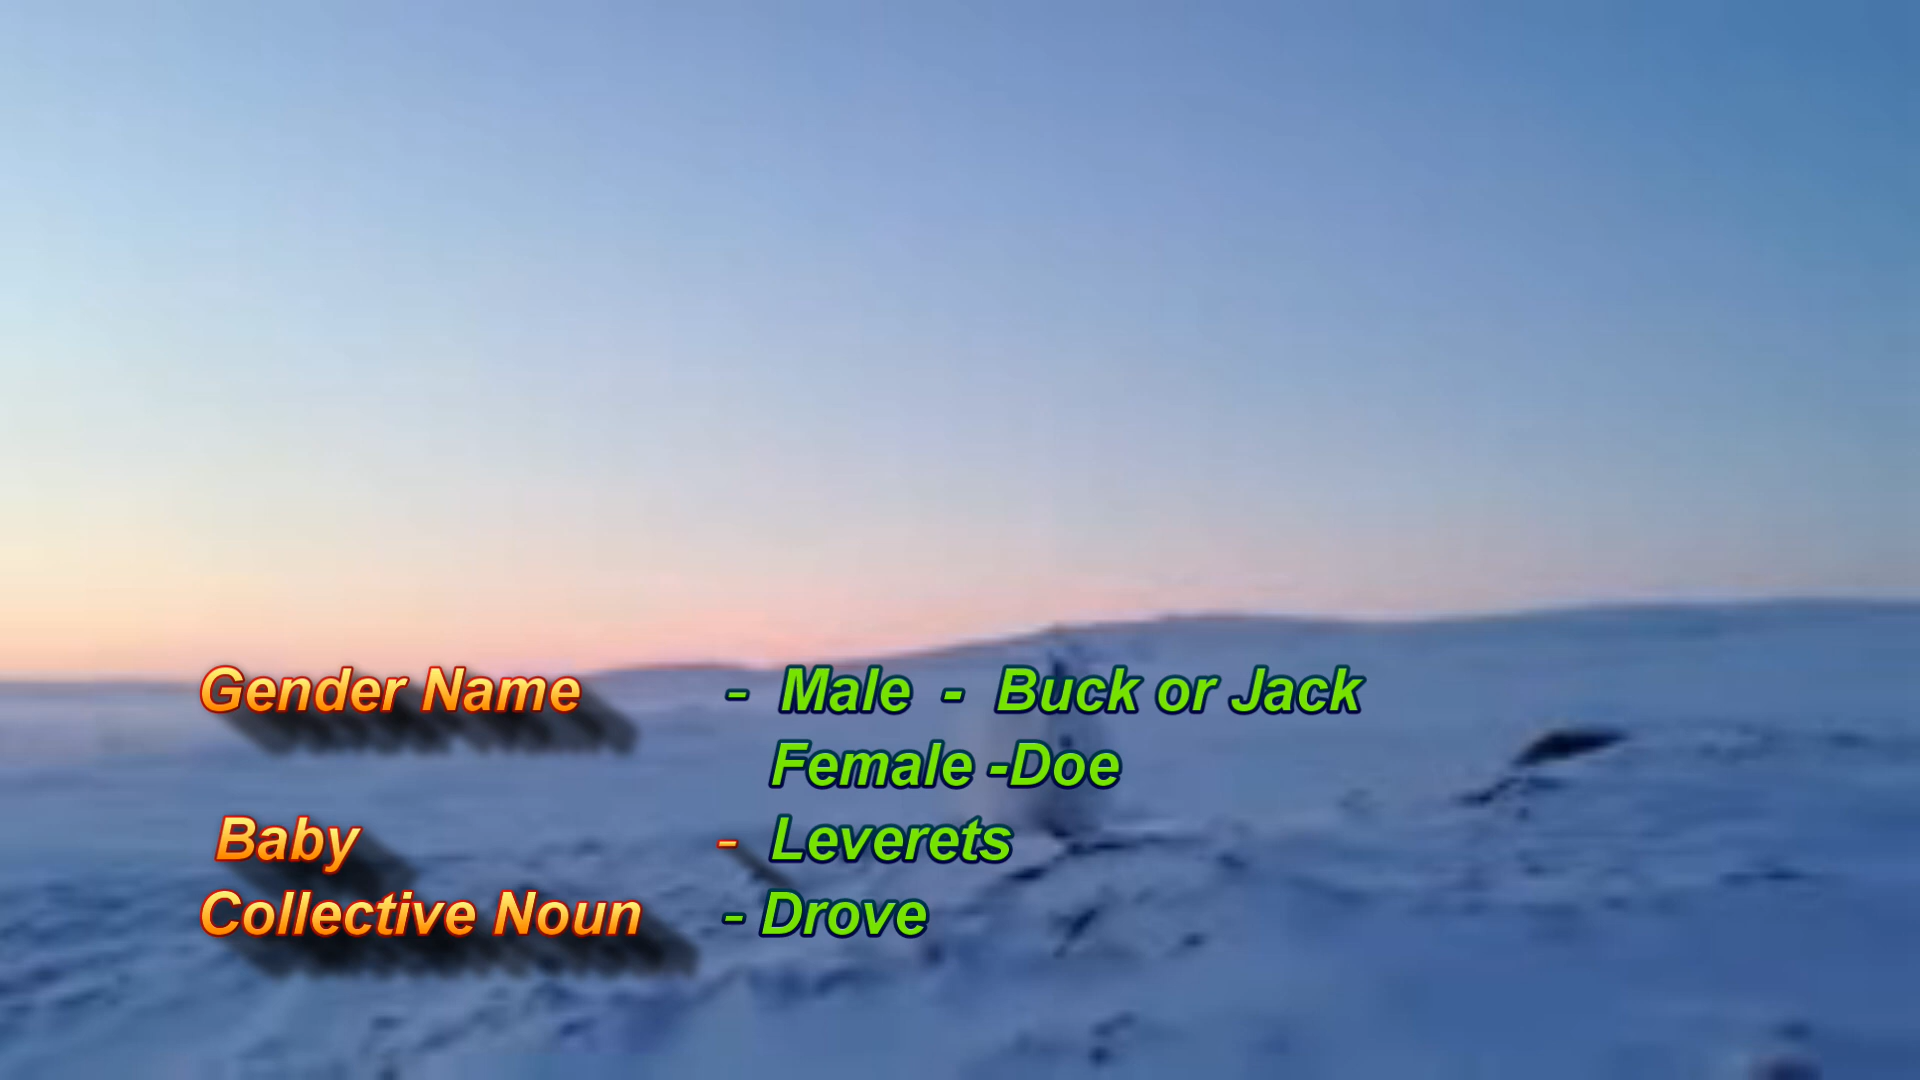 Gender Name - Male - Buck or Jack
Female -Doe
Baby - Leverets
Collective Noun - Drove